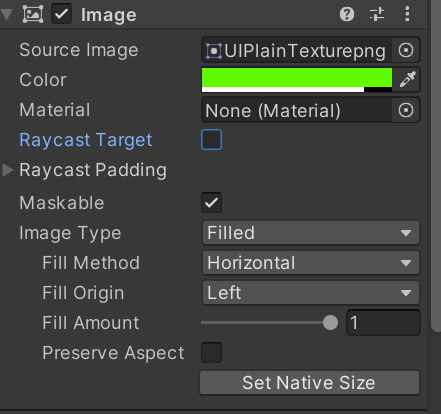 Image
Source Image UIPlainTexturepng
Color
Material None (Material)
Raycast Target
Raycast Padding
Maskable
Image Type Filled
Fill Method Horizontal
Fill Origin Left
Fill Amount 1
Preserve Aspect
Set Native Size